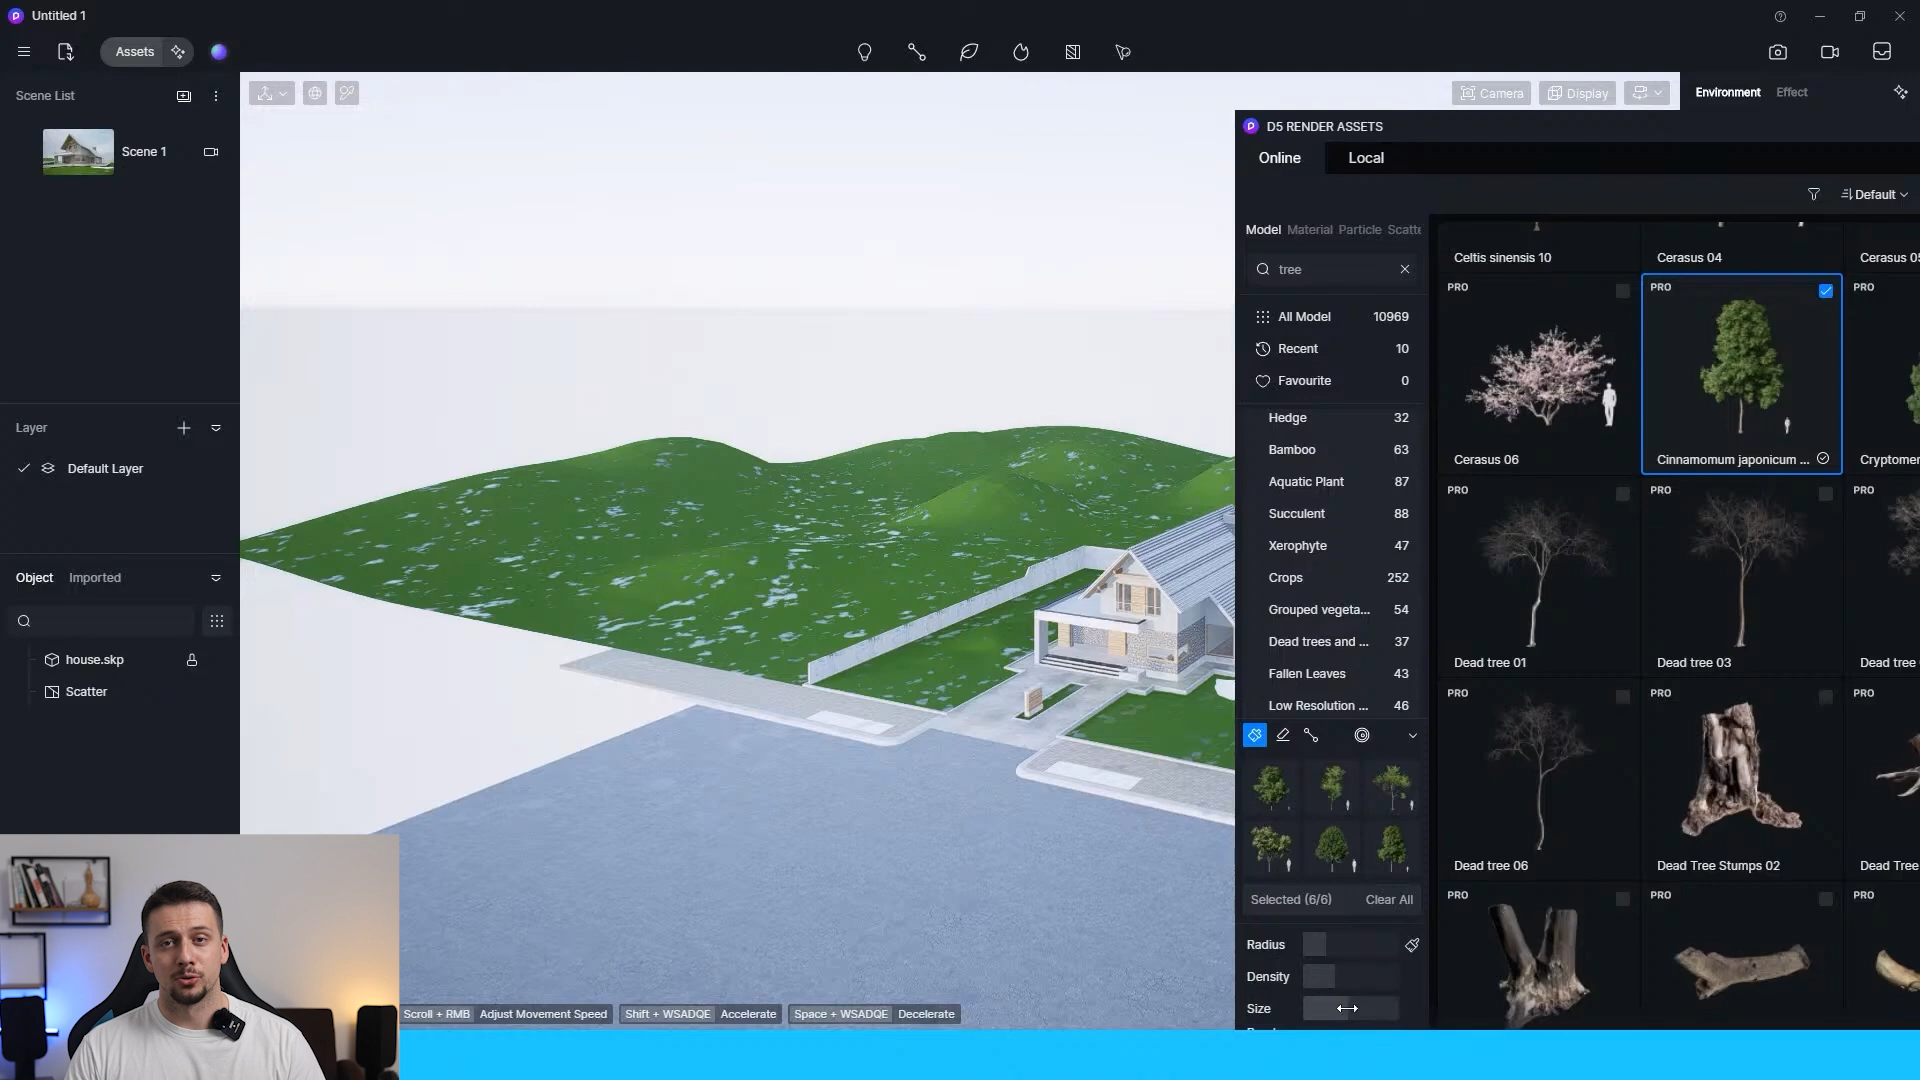 Untitled 1
Assets
Scene List
Scene 1
Layer
Default Layer
Object
Imported
house.skp
Scatter
Camera
Display
Environment
Effect
D5 RENDER ASSETS
Online
Local
Default
Model
Material
Particle
Scatte
tree
All Model
10969
Recent
10
Favourite
0
Hedge
32
Bamboo
63
Aquatic Plant
87
Succulent
88
Xerophyte
47
Crops
252
Grouped vegeta...
54
Dead trees and ...
37
Fallen Leaves
43
Low Resolution ...
46
Selected (6/6)
Clear All
Radius
Density
Size
Celtis sinensis 10
Cerasus 04
Cerasus 05
PRO
PRO
PRO
Cerasus 06
Cinnamomum japonicum ...
Cryptomer
PRO
PRO
PRO
Dead tree 01
Dead tree 03
Dead tree
PRO
PRO
PRO
Dead tree 06
Dead Tree Stumps 02
Dead Tree
PRO
PRO
PRO
Scroll + RMB
Adjust Movement Speed
Shift + WSADQE
Accelerate
Space + WSADQE
Decelerate